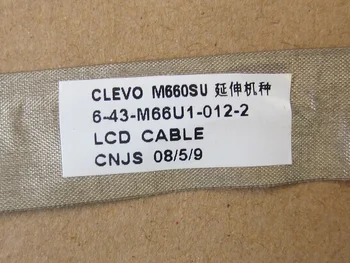 CLEVO M660SU 延伸机种
6-43-M66U1-012-2
LCD CABLE
CNJS 08/5/9